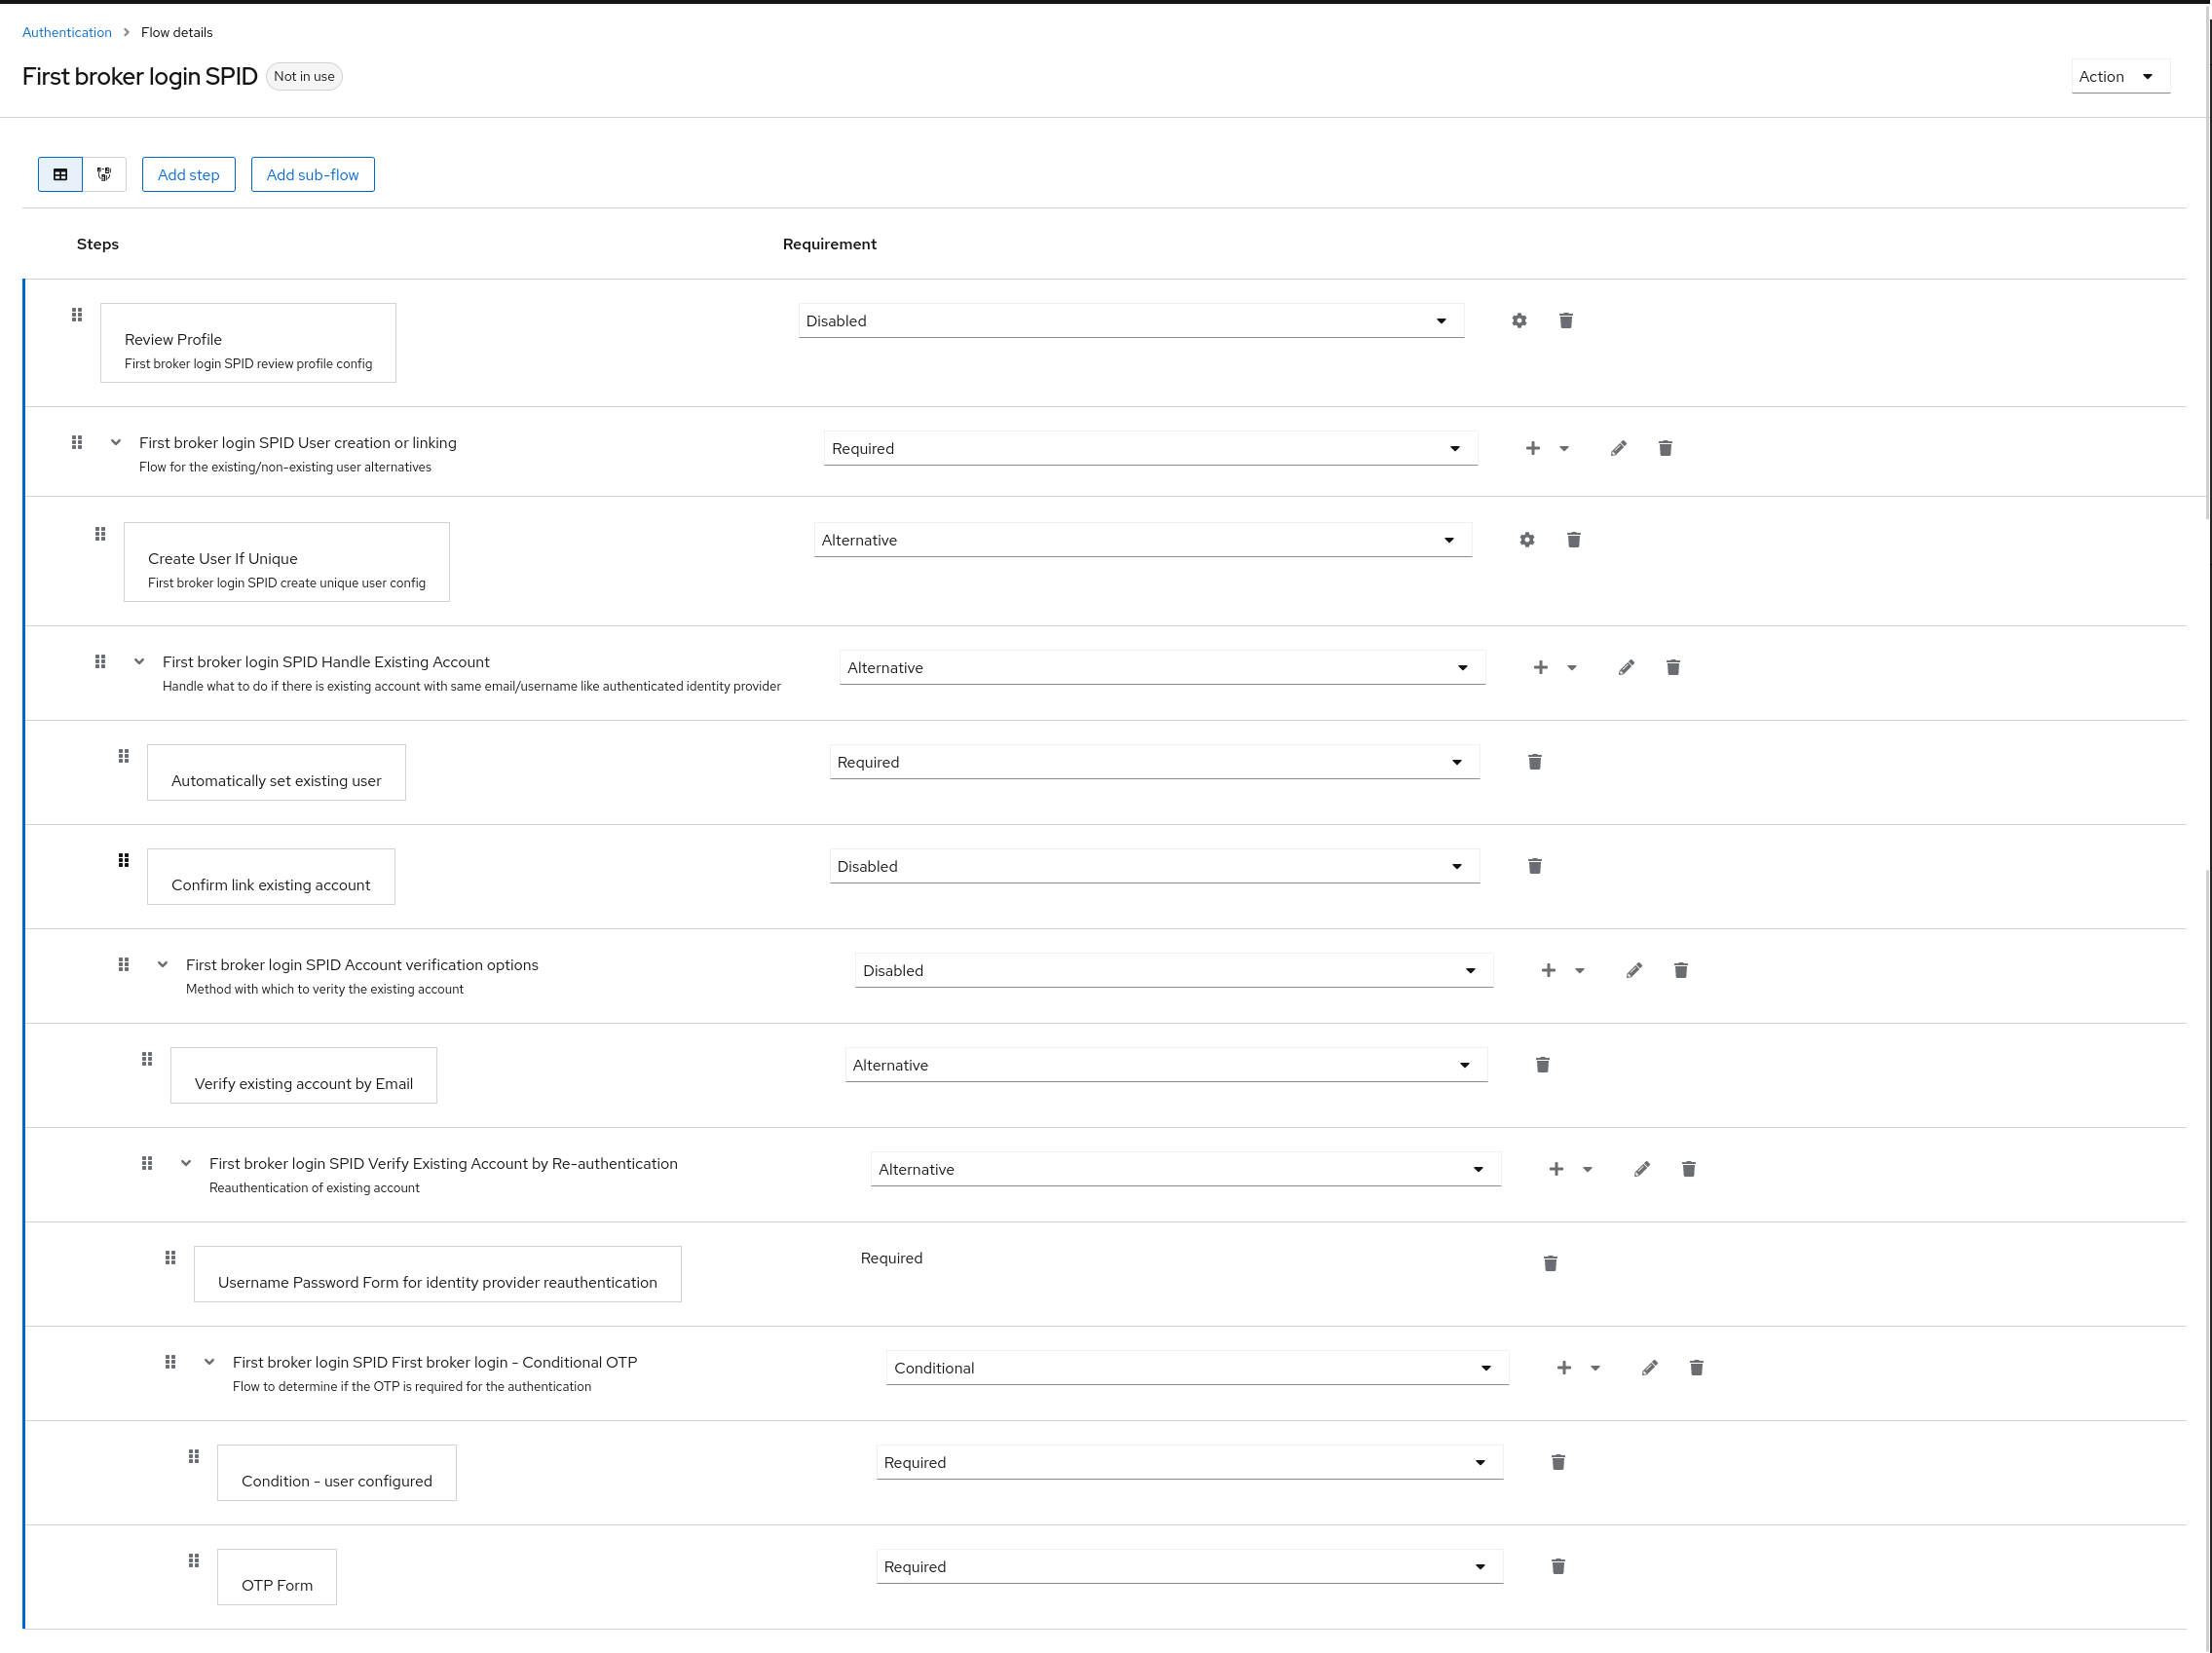 Authentication > Flow details
First broker login SPID Not in use
Action
Add step Add sub-flow
Steps Requirement
Review Profile
First broker login SPID review profile config
Disabled
First broker login SPID User creation or linking
Flow for the existing/non-existing user alternatives
Required
Create User If Unique
First broker login SPID create unique user config
Alternative
First broker login SPID Handle Existing Account
Handle what to do if there is existing account with same email/username like authenticated identity provider
Alternative
Automatically set existing user
Required
Confirm link existing account
Disabled
First broker login SPID Account verification options
Method with which to verify the existing account
Disabled
Verify existing account by Email
Alternative
First broker login SPID Verify Existing Account by Re-authentication
Reauthentication of existing account
Alternative
Username Password Form for identity provider reauthentication
Required
First broker login SPID First broker login - Conditional OTP
Flow to determine if the OTP is required for the authentication
Conditional
Condition - user configured
Required
OTP Form
Required